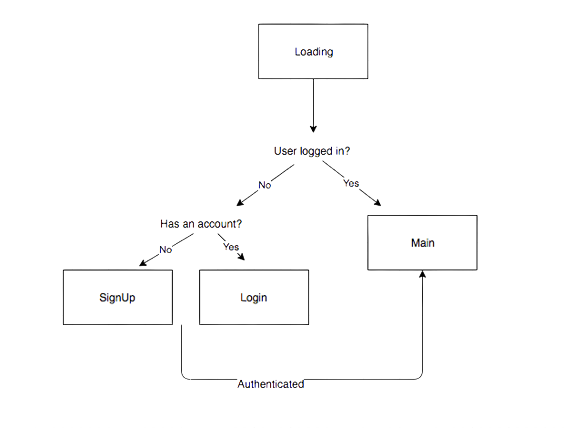 Loading
User logged in?
No
Yes
Has an account?
Main
No
Yes
SignUp
Login
Authenticated